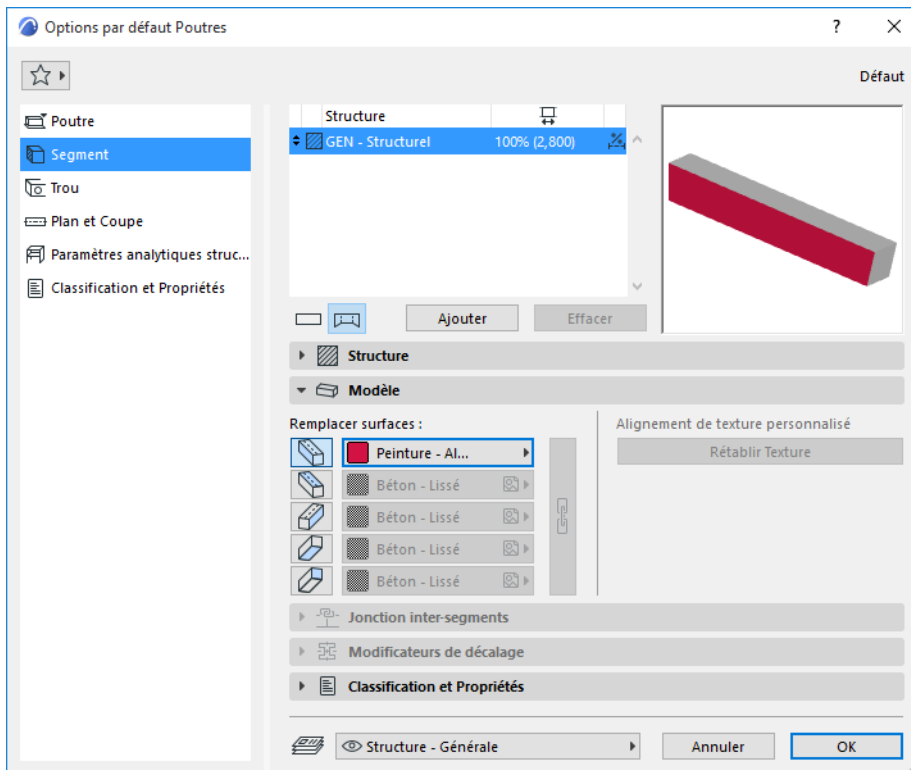 Options par défaut Poutres
?
Défaut
Poutre
Segment
Trou
Plan et Coupe
Paramètres analytiques struc...
Classification et Propriétés
Structure
GEN - Structurel 100% (2,800)
Ajouter
Effacer
Structure
Modèle
Remplacer surfaces :
Peinture - Al...
Béton - Lissé
Béton - Lissé
Béton - Lissé
Béton - Lissé
Alignement de texture personnalisé
Rétablir Texture
Jonction inter-segments
Modificateurs de décalage
Classification et Propriétés
Structure - Générale
Annuler
OK